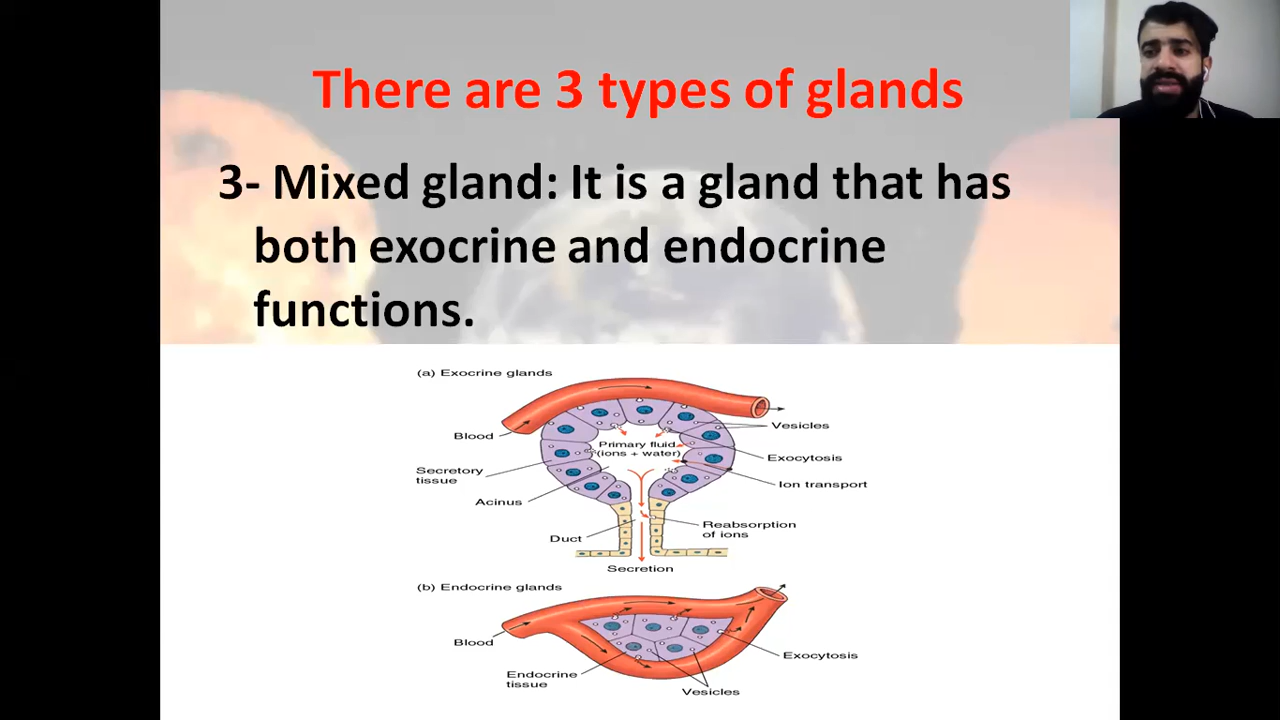 There are 3 types of glands
3- Mixed gland: It is a gland that has
both exocrine and endocrine
functions.
(a) Exocrine glands
Blood
Vesicles
Primary fluid
(ions + water)
Exocytosis
Secretory
tissue
Ion transport
Acinus
Reabsorption
of ions
Duct
Secretion
(b) Endocrine glands
Blood
Exocytosis
Endocrine
tissue
Vesicles